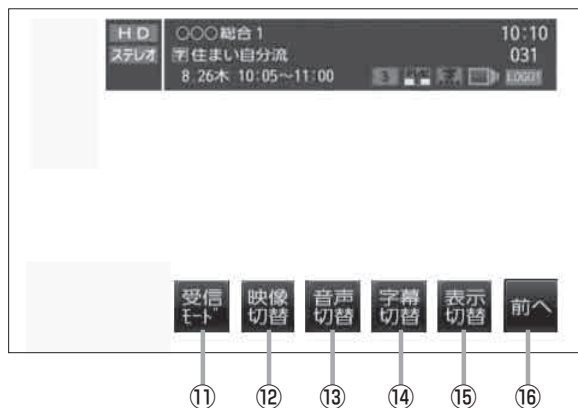 HD ○○○総合1 10:10
ステレオ 字住まい自分流 031
8 26木 10:05～11:00
受信モード 映像切替 音声切替 字幕切替 表示切替 前へ
⑪ ⑫ ⑬ ⑭ ⑮ ⑯